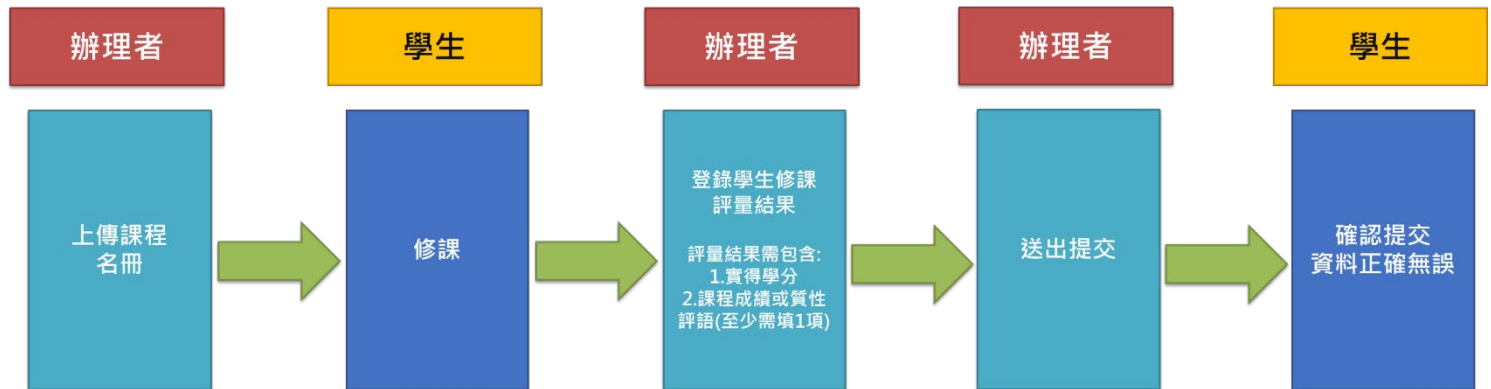 辦理者
學生
辦理者
辦理者
學生
上傳課程
名冊
修課
登錄學生修課
評量結果
評量結果需包含:
1.實得學分
2.課程成績或質性
評語(至少需填1項)
送出提交
確認提交
資料正確無誤